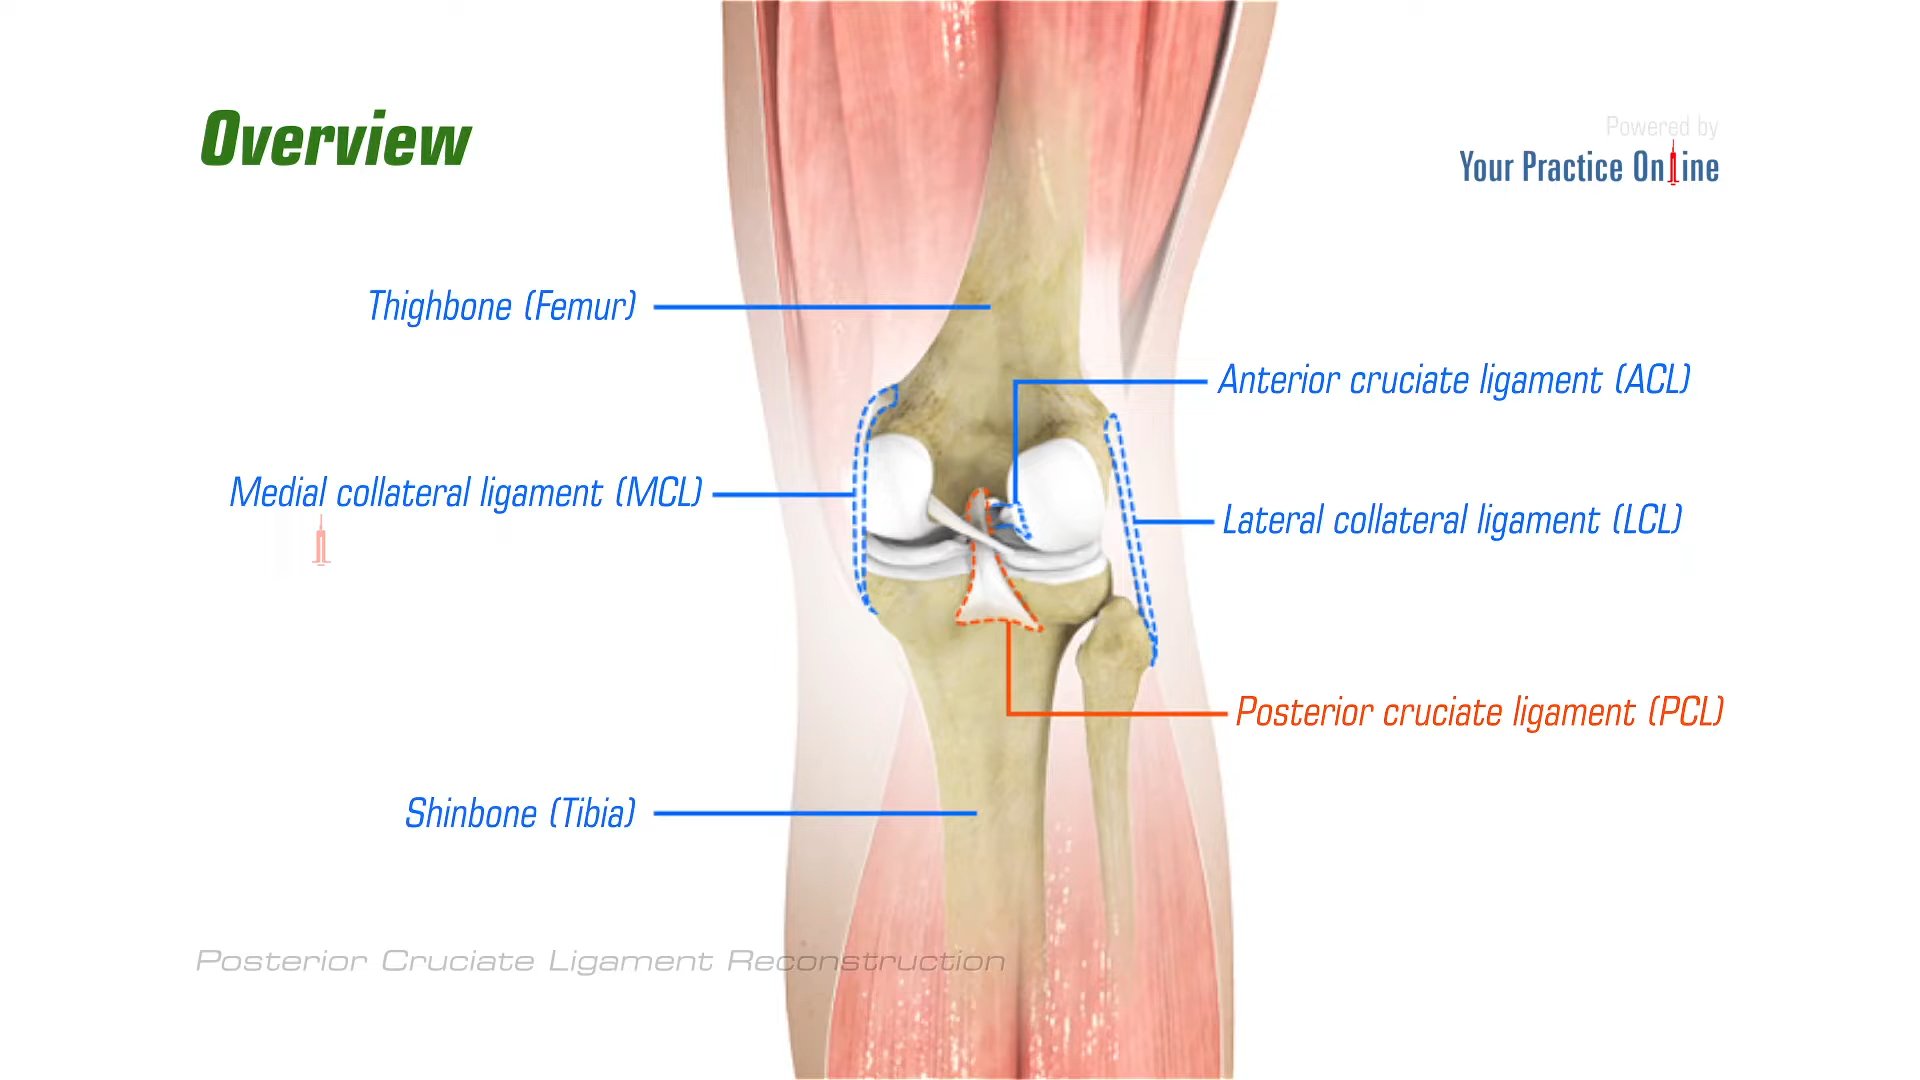 Overview
Powered by
Your Practice Online
Thighbone (Femur)
Anterior cruciate ligament (ACL)
Medial collateral ligament (MCL)
Lateral collateral ligament (LCL)
Posterior cruciate ligament (PCL)
Shinbone (Tibia)
Posterior Cruciate Ligament Reconstruction